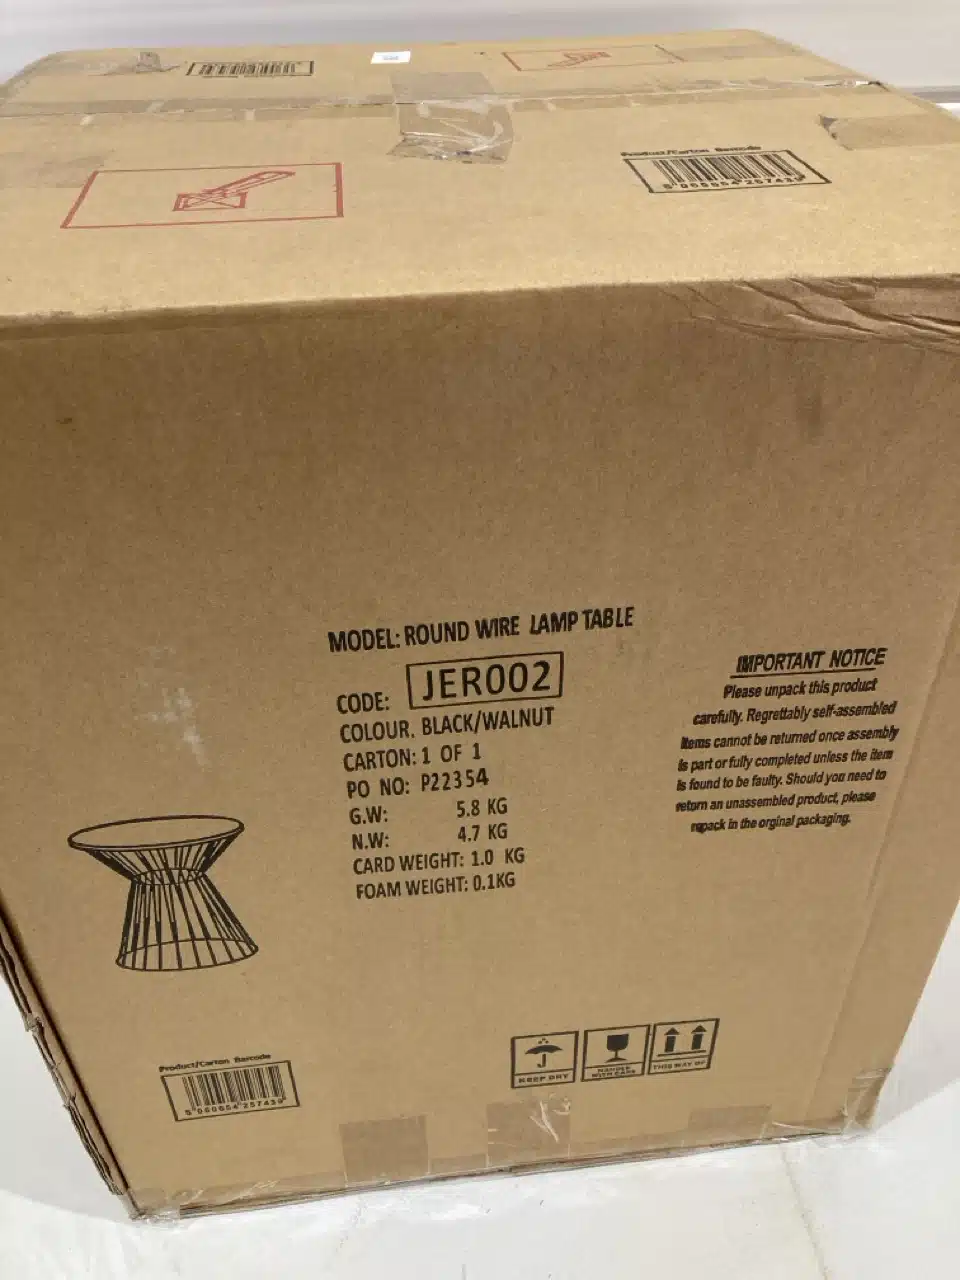 Product/Carton Barcode
MODEL: ROUND WIRE LAMP TABLE
CODE: JER002
COLOUR. BLACK/WALNUT
CARTON: 1 OF 1
PO NO: P22354
G.W: 5.8 KG
N.W: 4.7 KG
CARD WEIGHT: 1.0 KG
FOAM WEIGHT: 0.1KG
IMPORTANT NOTICE
Please unpack this product
carefully. Regrettably self-assembled
items cannot be returned once assembly
is part or fully completed unless the item
is found to be faulty. Should you need to
return an unassembled product, please
repack in the orginal packaging.
Product/Carton Barcode
5 060654 257439
KEEP DRY
HANDLE
WITH CARE
THIS WAY UP